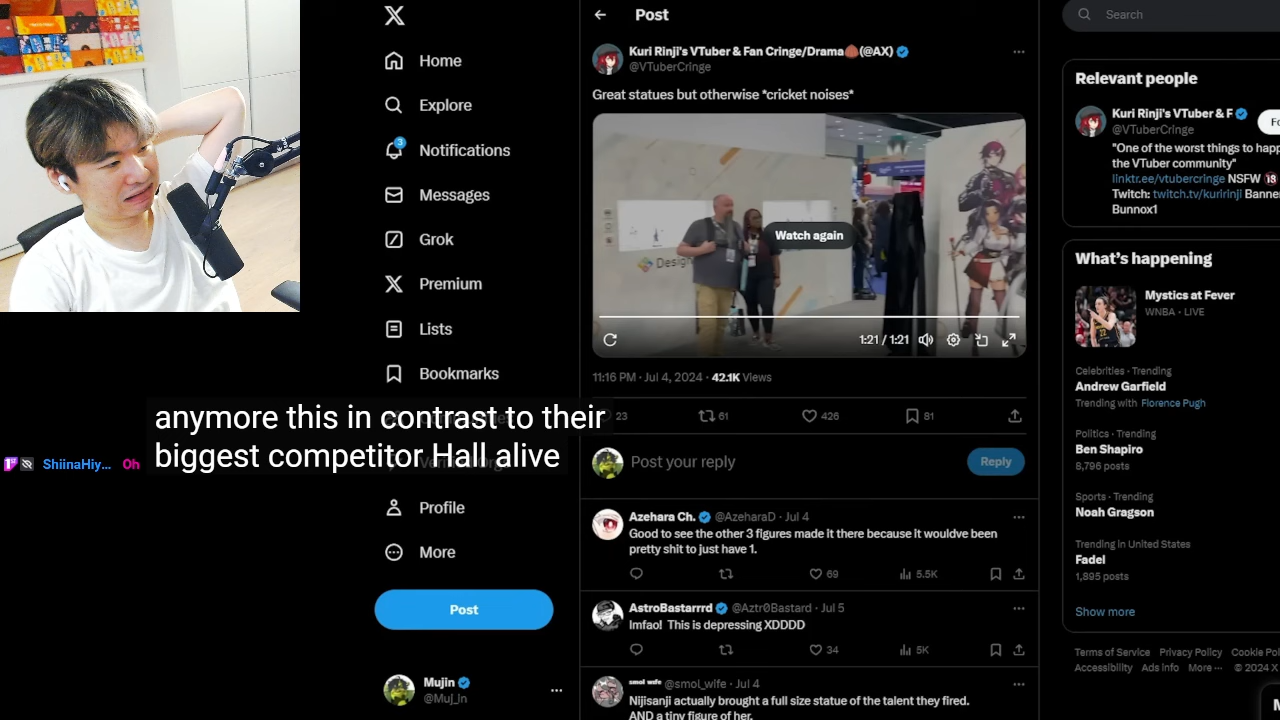 Home
Explore
3
Notifications
Messages
Grok
Premium
Lists
Bookmarks
Profile
More
Post
Mujin
@Muj_In
anymore this in contrast to their
biggest competitor Hall alive
ShiinaHiy... Oh
Post
Kuri Rinji's VTuber & Fan Cringe/Drama (@AX)
@VTuberCringe
Great statues but otherwise *cricket noises*
Design
Watch again
1:21 / 1:21
11:16 PM · Jul 4, 2024 · 42.1K Views
23 61 426 81
Post your reply
Reply
Azehara Ch. @AzeharaD · Jul 4
Good to see the other 3 figures made it there because it wouldve been
pretty shit to just have 1.
69 5.5K
AstroBastarrrd @Aztr0Bastard · Jul 5
lmfao! This is depressing XDDDD
34 5K
smol wife @smol_wife · Jul 4
Nijisanji actually brought a full size statue of the talent they fired.
AND a tiny figure of her.
Search
Relevant people
Kuri Rinji's VTuber & F
@VTuberCringe
Fo
"One of the worst things to happ
the VTuber community"
linktr.ee/vtubercringe NSFW 18
Twitch: twitch.tv/kuririnji Banner
Bunnox1
What's happening
Mystics at Fever
WNBA · LIVE
Celebrities · Trending
Andrew Garfield
Trending with Florence Pugh
Politics · Trending
Ben Shapiro
8,796 posts
Sports · Trending
Noah Gragson
Trending in United States
Fadel
1,895 posts
Show more
Terms of Service Privacy Policy Cookie Pol
Accessibility Ads info More ··· © 2024 X